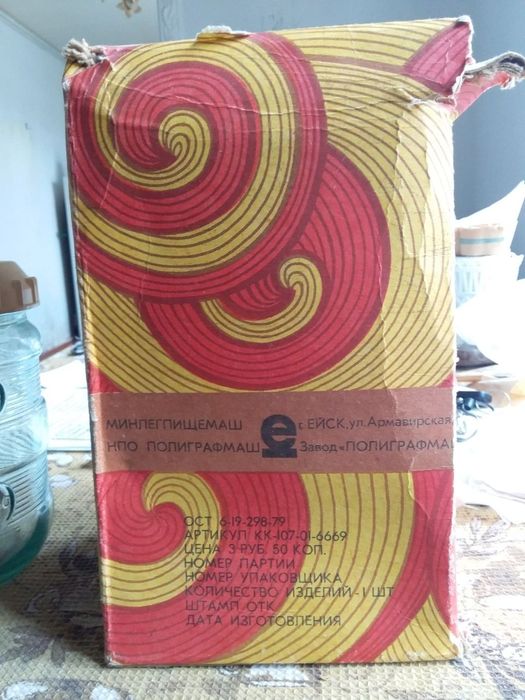 МИНЛЕГПИЩЕМАШ
г. ЕЙСК, ул. Армавирская,
НПО ПОЛИГРАФМАШ
Завод «ПОЛИГРАФМА
ОСТ 6-19-298-79
АРТИКУЛ КК-107-01-6669
ЦЕНА 3 РУБ. 50 КОП.
НОМЕР ПАРТИИ
НОМЕР УПАКОВЩИКА
КОЛИЧЕСТВО ИЗДЕЛИЙ - 1 ШТ
ШТАМП ОТК
ДАТА ИЗГОТОВЛЕНИЯ